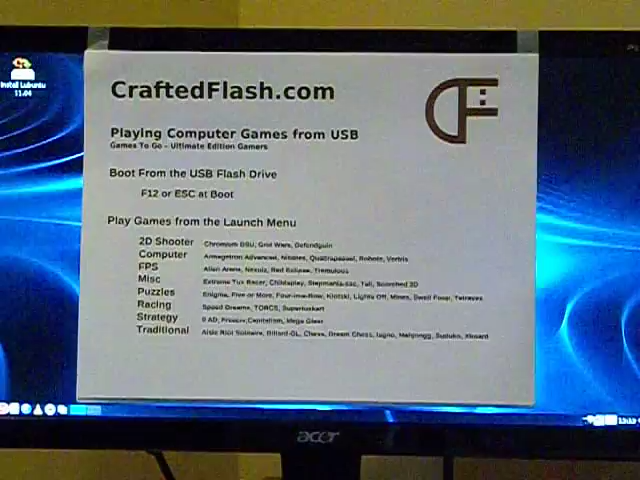 Install Lubuntu
11.04
CraftedFlash.com
Playing Computer Games from USB
Games To Go - Ultimate Edition Gamers
Boot From the USB Flash Drive
F12 or ESC at Boot
Play Games from the Launch Menu
2D Shooter Chromium BSU, Grid Wars, Defendguin
Computer Armagetron Advanced, Nibbles, Quadrapassel, Robots, Vertris
FPS Alien Arena, Nexuiz, Red Eclipse, Tremulous
Misc Extreme Tux Racer, Childsplay, Stepmania-sse, Tali, Scorched 3D
Puzzles Enigma, Five or More, Four-in-a-Row, Klotski, Lights Off, Mines, Swell Foop, Tetravex
Racing Speed Dreams, TORCS, Supertuxkart
Strategy 0 AD, Freeciv, Capitalism, Mega Glest
Traditional Aisle Riot Solitaire, Billard-GL, Chess, Dream Chess, Iagno, Mahjongg, Sudoku, Xboard
acer